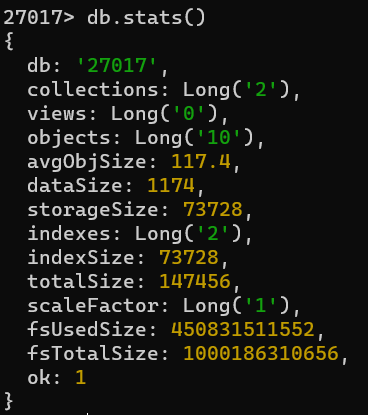 27017> db.stats()
{
  db: '27017',
  collections: Long('2'),
  views: Long('0'),
  objects: Long('10'),
  avgObjSize: 117.4,
  dataSize: 1174,
  storageSize: 73728,
  indexes: Long('2'),
  indexSize: 73728,
  totalSize: 147456,
  scaleFactor: Long('1'),
  fsUsedSize: 450831511552,
  fsTotalSize: 1000186310656,
  ok: 1
}